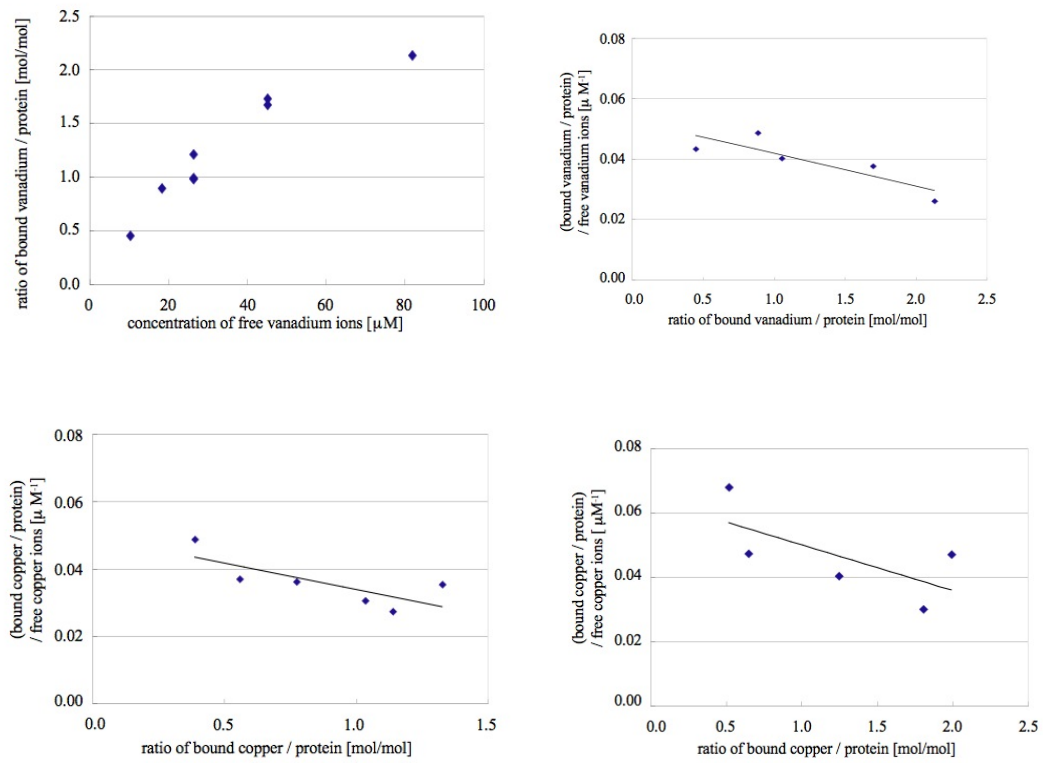 ratio of bound vanadium / protein [mol/mol]
2.5
2.0
1.5
1.0
0.5
0.0
0 20 40 60 80 100
concentration of free vanadium ions [µM]
(bound vanadium / protein)
/ free vanadium ions [µ M⁻¹]
0.08
0.06
0.04
0.02
0.00
0.0 0.5 1.0 1.5 2.0 2.5
ratio of bound vanadium / protein [mol/mol]
(bound copper / protein)
/ free copper ions [µ M⁻¹]
0.08
0.06
0.04
0.02
0.00
0.0 0.5 1.0 1.5
ratio of bound copper / protein [mol/mol]
(bound copper / protein)
/ free copper ions [ µM⁻¹]
0.08
0.06
0.04
0.02
0.00
0.0 0.5 1.0 1.5 2.0 2.5
ratio of bound copper / protein [mol/mol]